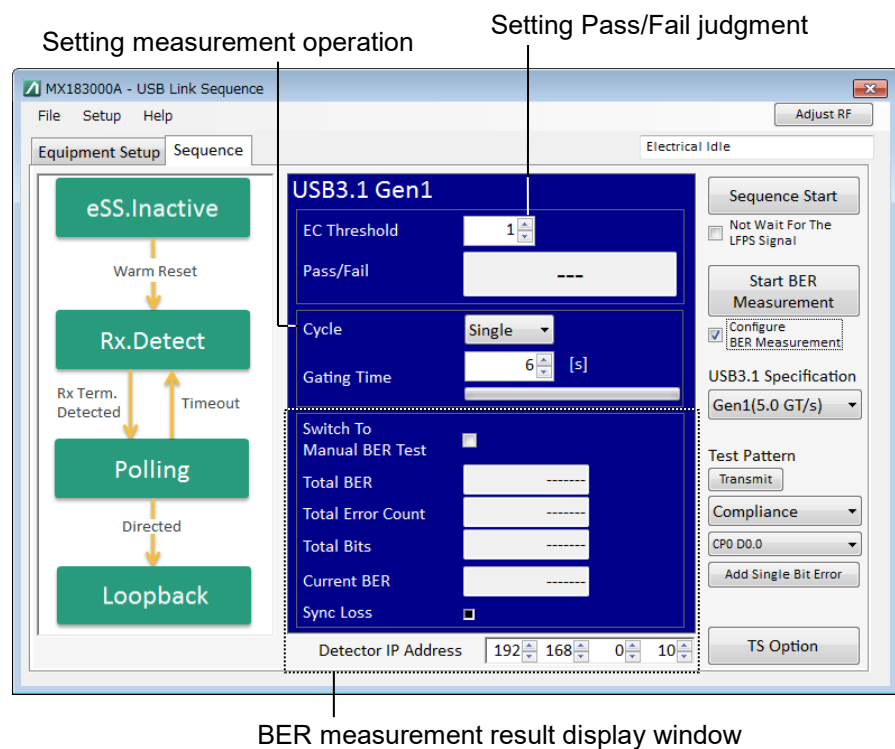 Setting Pass/Fail judgment
Setting measurement operation
MX183000A - USB Link Sequence
File Setup Help
Adjust RF
Equipment Setup Sequence
Electrical Idle
eSS.Inactive
Warm Reset
Rx.Detect
Rx Term.
Detected
Timeout
Polling
Directed
Loopback
USB3.1 Gen1
EC Threshold 1
Pass/Fail ---
Cycle Single
Gating Time 6 [s]
Switch To
Manual BER Test
Total BER -------
Total Error Count -------
Total Bits -------
Current BER -------
Sync Loss
Detector IP Address 192 168 0 10
Sequence Start
Not Wait For The
LFPS Signal
Start BER
Measurement
Configure
BER Measurement
USB3.1 Specification
Gen1(5.0 GT/s)
Test Pattern
Transmit
Compliance
CP0 D0.0
Add Single Bit Error
TS Option
BER measurement result display window